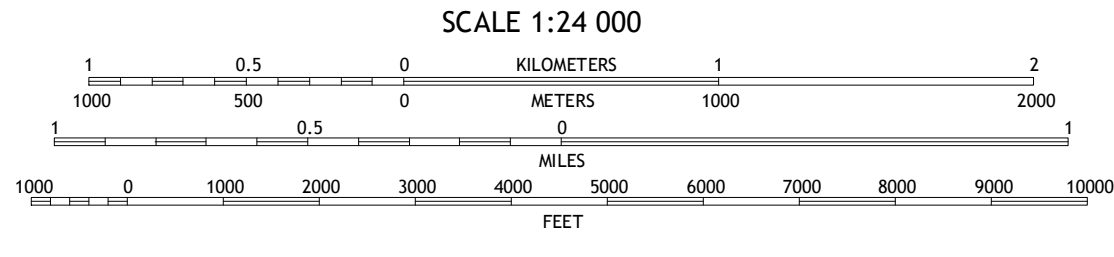 SCALE 1:24 000
1 0.5 0 KILOMETERS 1 2
1000 500 0 METERS 1000 2000
1 0.5 0 1
MILES
1000 0 1000 2000 3000 4000 5000 6000 7000 8000 9000 10000
FEET